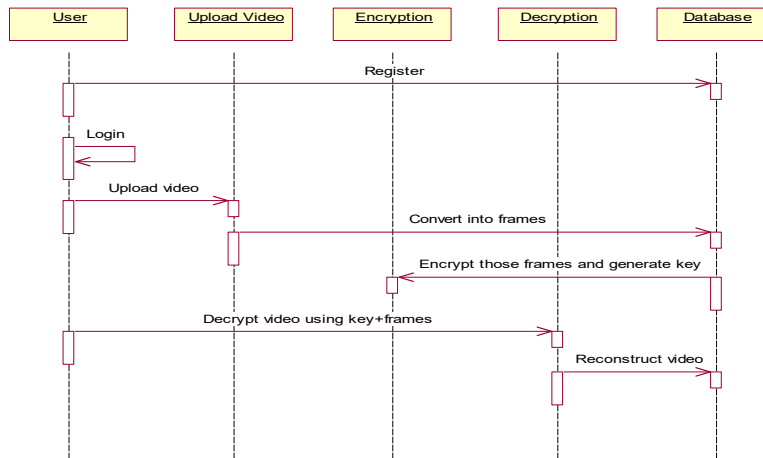 User
Upload Video
Encryption
Decryption
Database
Register
Login
Upload video
Convert into frames
Encrypt those frames and generate key
Decrypt video using key+frames
Reconstruct video